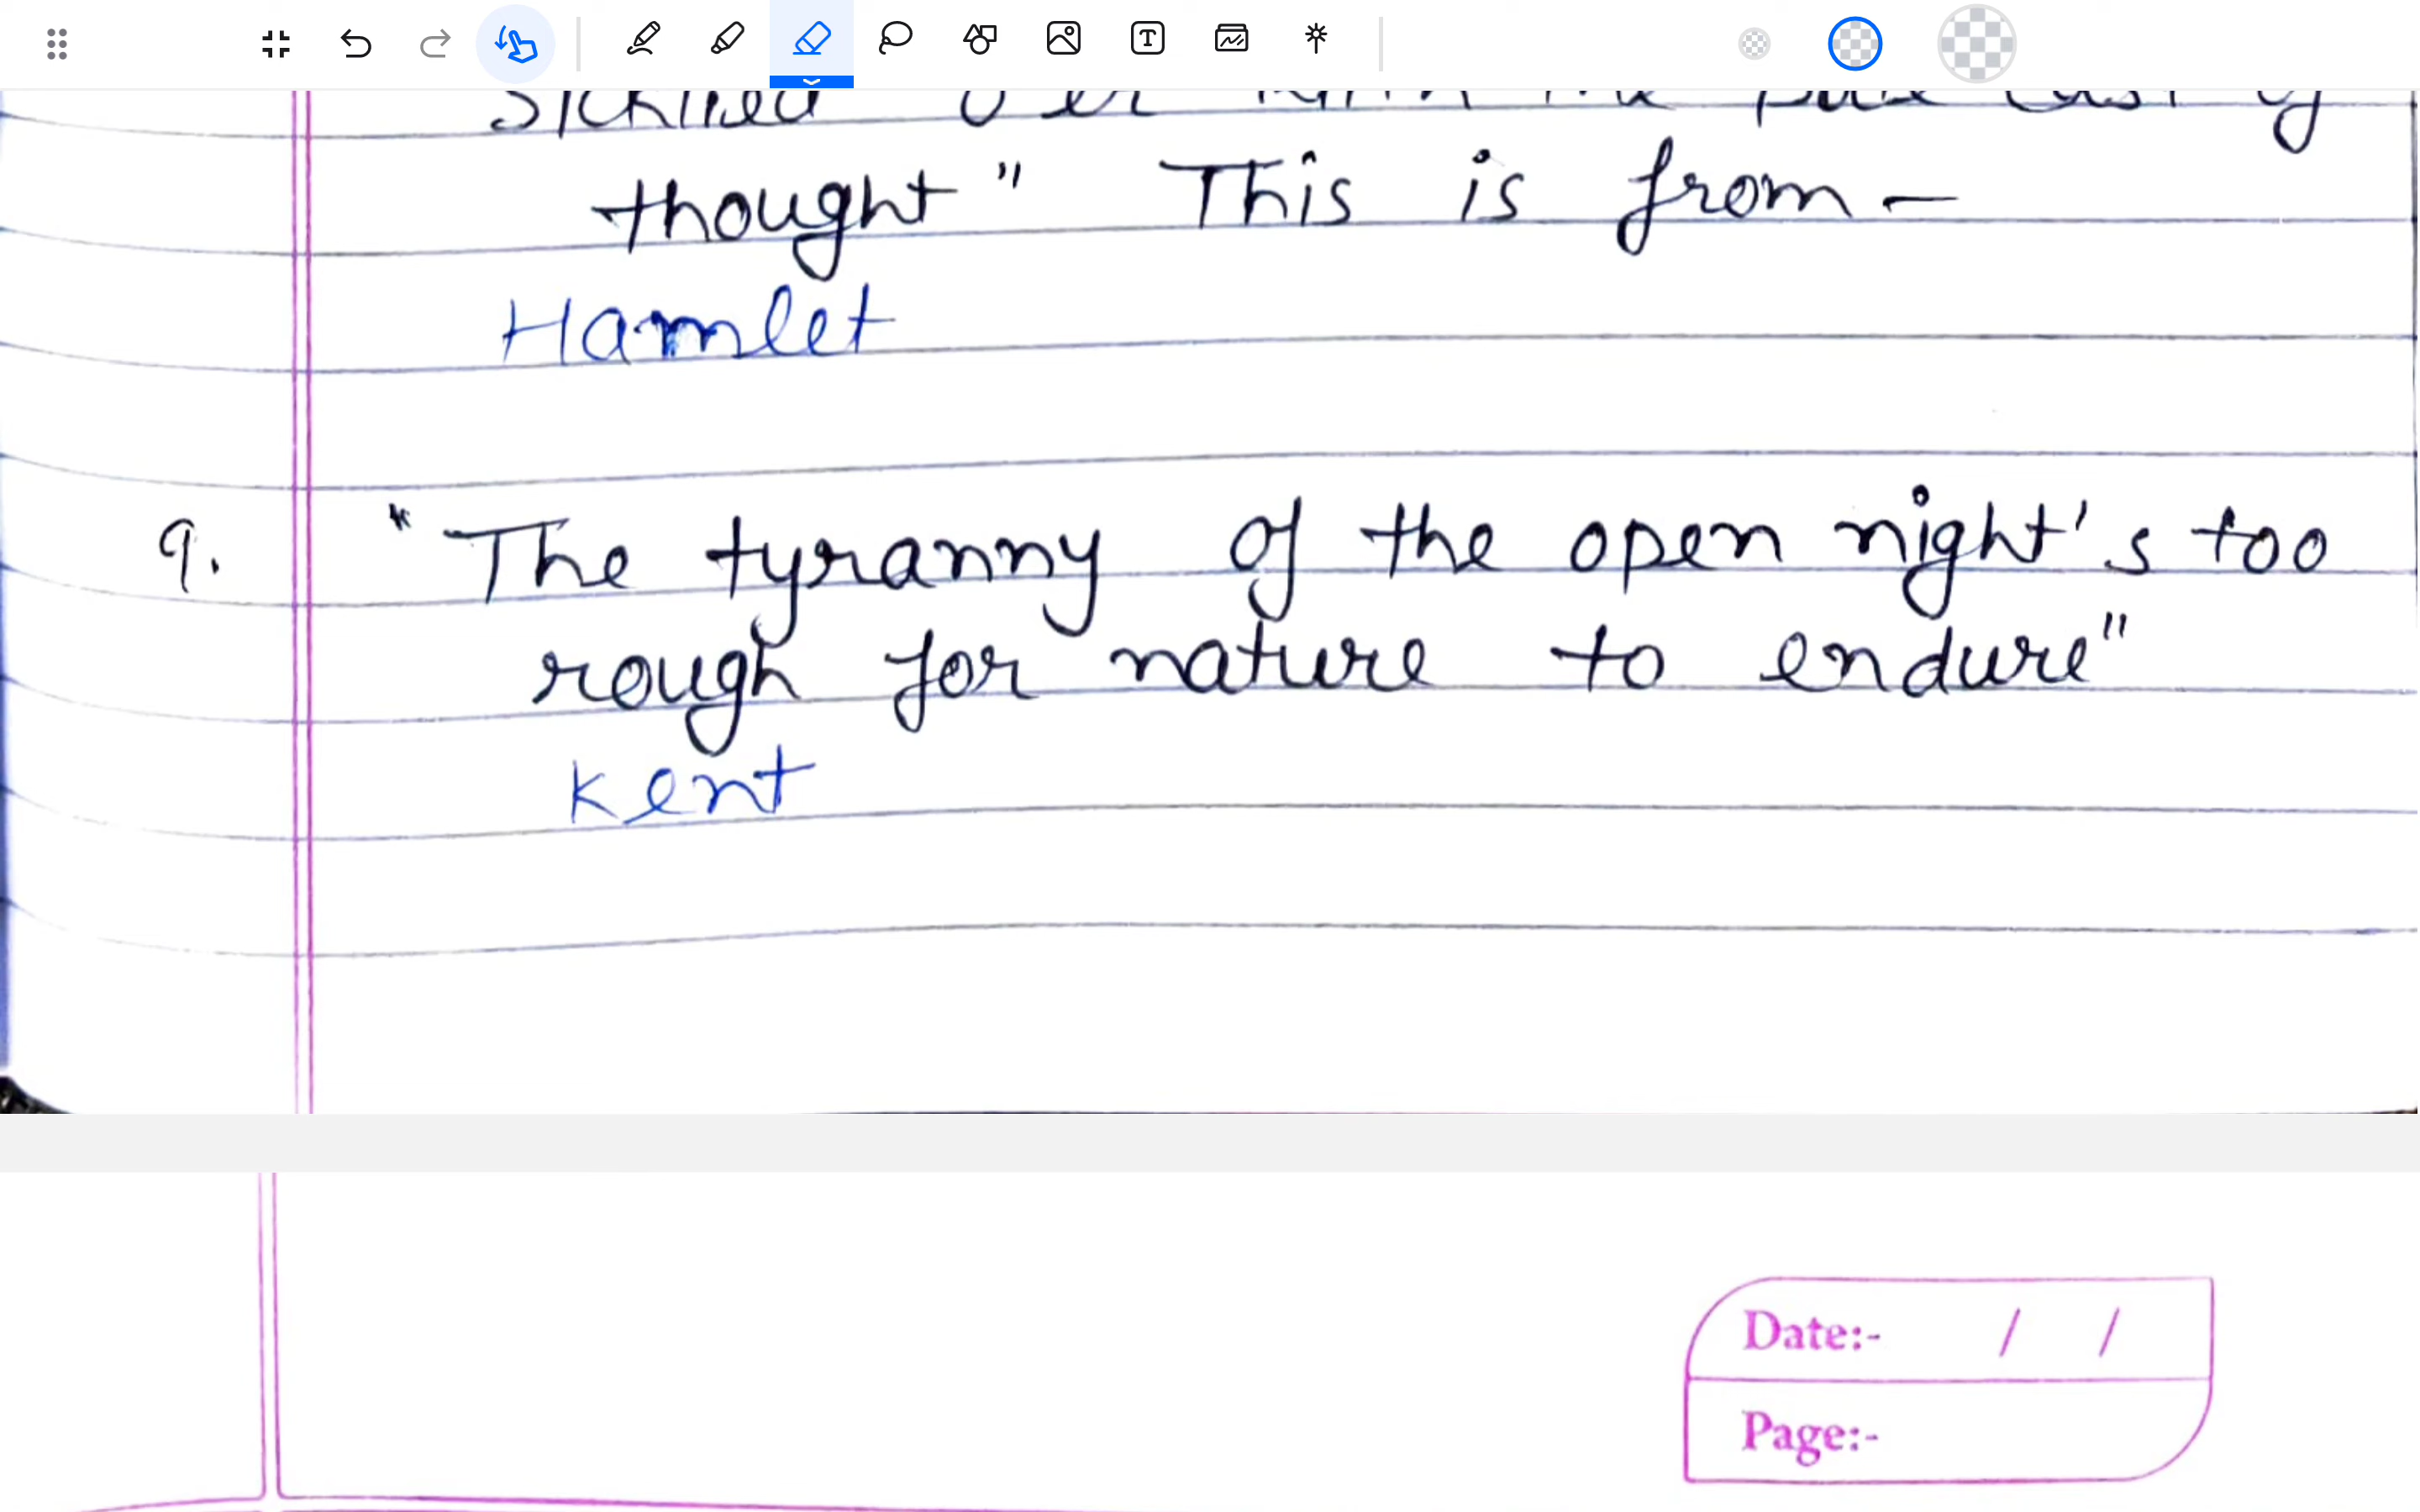 thought" This is from—
Hamlet
9. "The tyranny of the open night's too
rough for nature to endure"
Kent
Date:- / /
Page:-